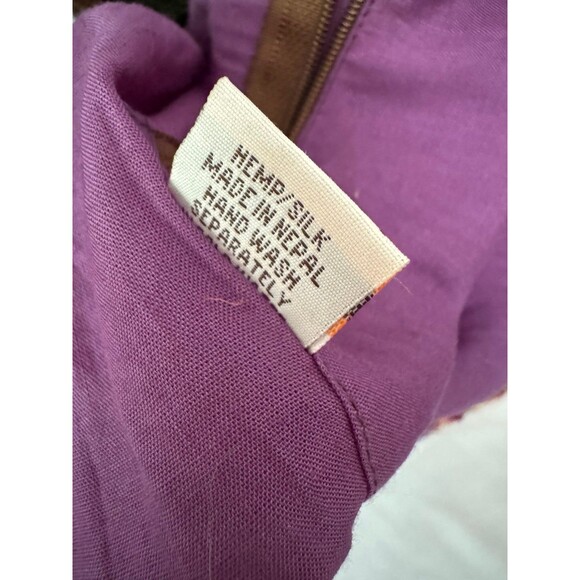 HEMP/SILK
MADE IN NEPAL
HAND WASH
SEPARATELY